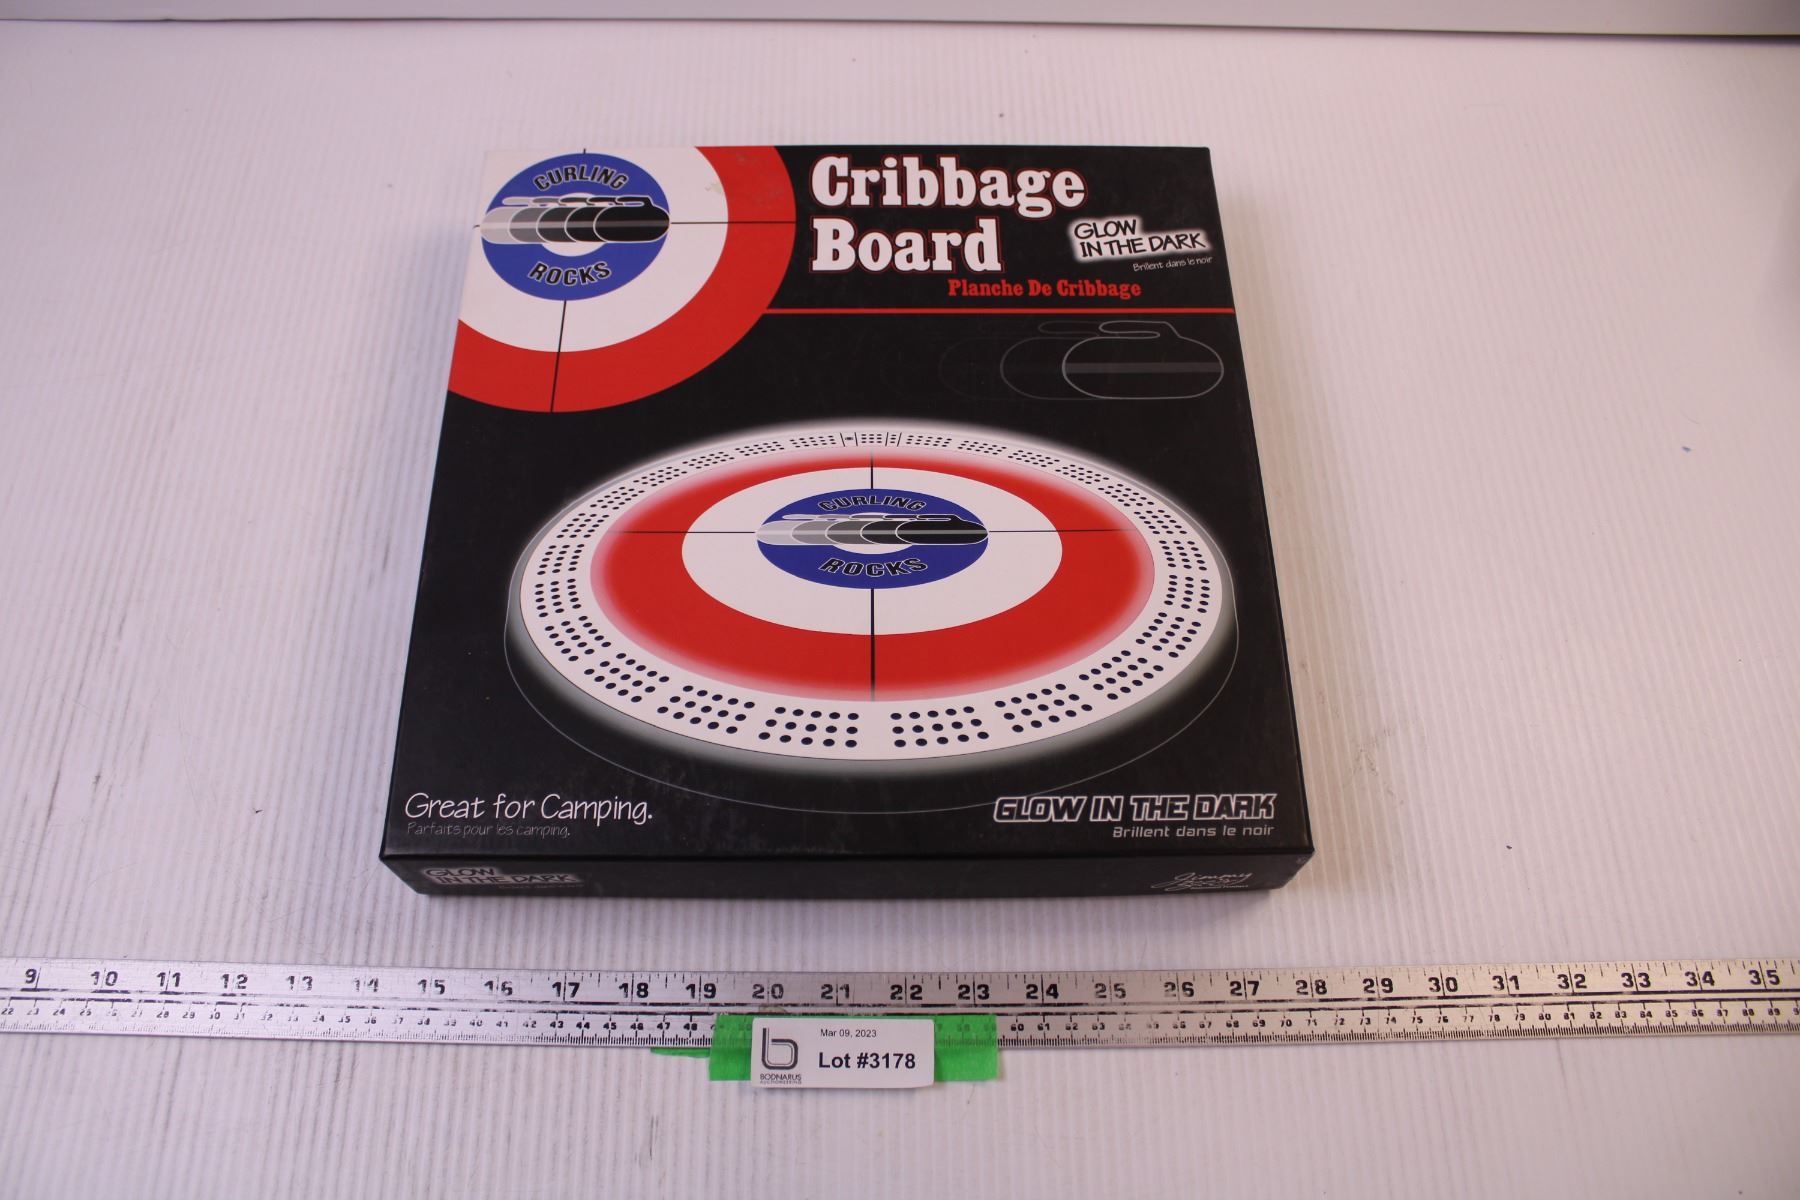 CURLING
ROCKS
Cribbage
Board
Planche De Cribbage
GLOW
IN THE DARK
Brillent dans le noir
CURLING
ROCKS
Great for Camping.
Parfaits pour les camping.
GLOW IN THE DARK
Brillent dans le noir
GLOW
IN THE DARK
Jimmy
9 10 11 12 13 14 15 16 17 18 19 20 21 22 23 24 25 26 27 28 29 30 31 32 33 34 35
Mar 09, 2023
Lot #3178
BODNARUS
AUCTIONEERING